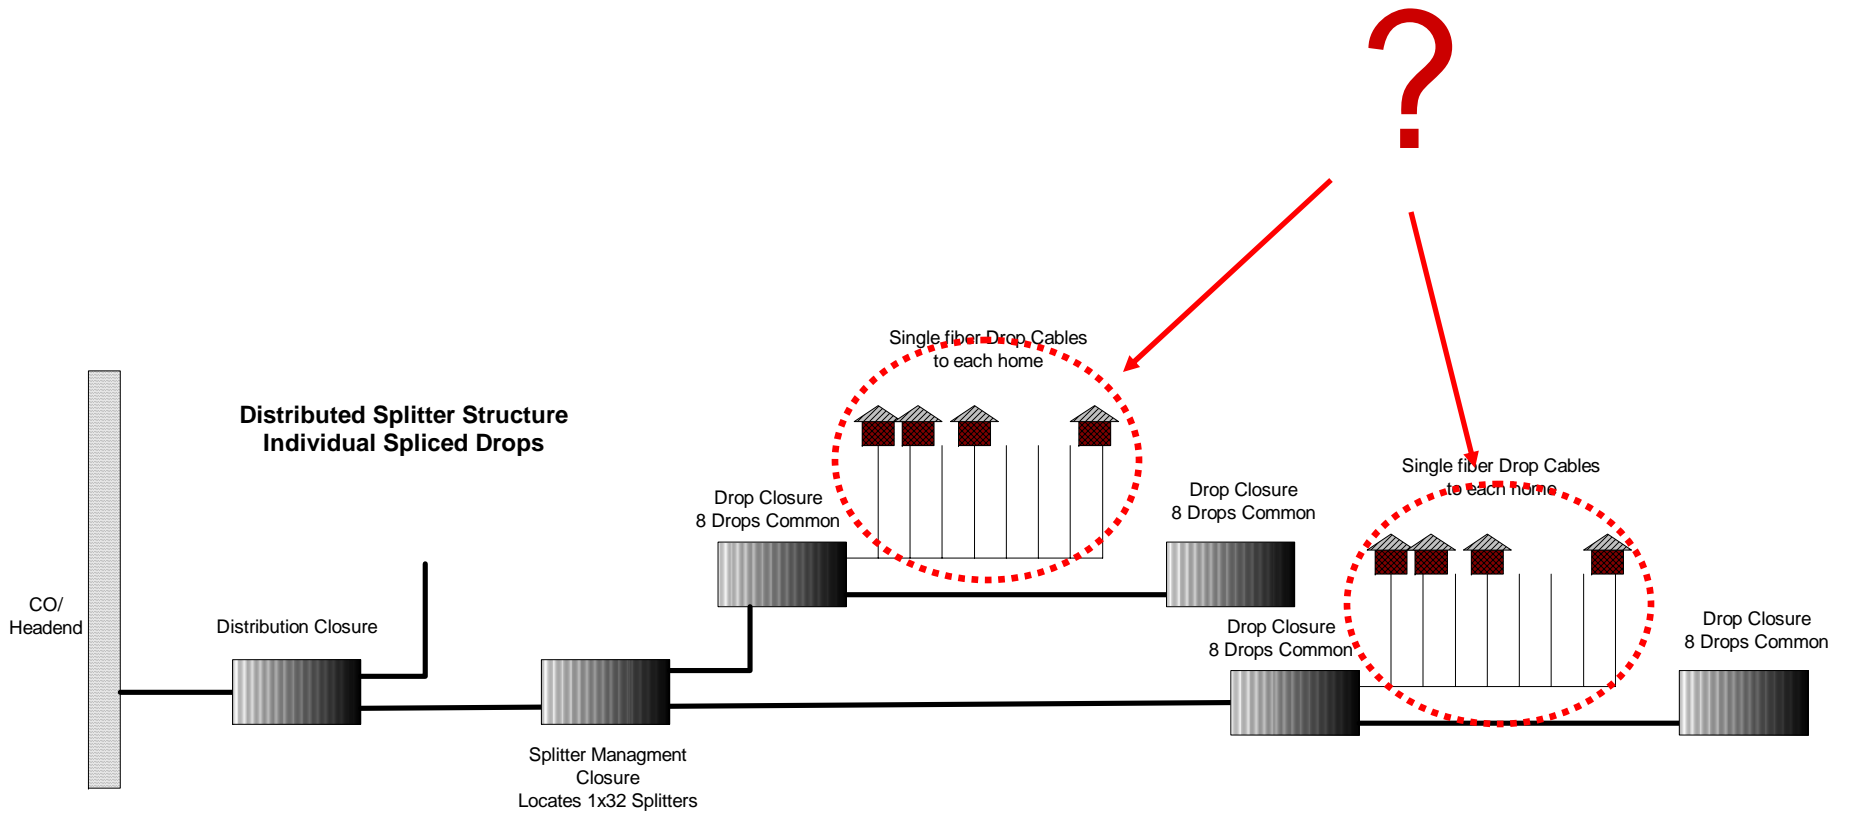 ?
Single fiber Drop Cables
to each home
Distributed Splitter Structure
Individual Spliced Drops
Single fiber Drop Cables
to each home
Drop Closure
8 Drops Common
Drop Closure
8 Drops Common
CO/
Headend
Distribution Closure
Drop Closure
8 Drops Common
Drop Closure
8 Drops Common
Splitter Managment
Closure
Locates 1x32 Splitters